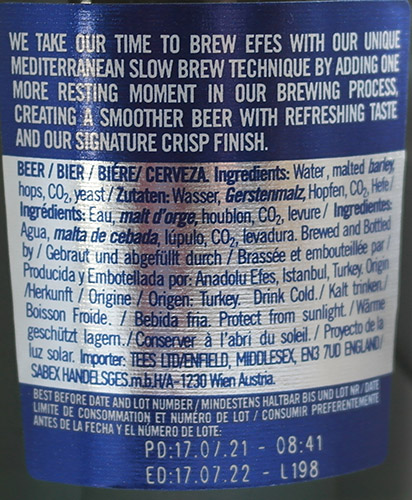 WE TAKE OUR TIME TO BREW EFES WITH OUR UNIQUE
MEDITERRANEAN SLOW BREW TECHNIQUE BY ADDING ONE
MORE RESTING MOMENT IN OUR BREWING PROCESS,
CREATING A SMOOTHER BEER WITH REFRESHING TASTE
AND OUR SIGNATURE CRISP FINISH.
BEER / BIER / BIÉRE/ CERVEZA. Ingredients: Water, malted barley,
hops, CO₂, yeast / Zutaten: Wasser, Gerstenmalz, Hopfen, CO₂, Hefe /
Ingrédients: Eau, malt d'orge, houblon, CO₂, levure / Ingredientes:
Agua, malta de cebada, lúpulo, CO₂, levadura. Brewed and Bottled
by / Gebraut und abgefüllt durch / Brassée et embouteillée par /
Producida y Embotellada por: Anadolu Efes, Istanbul, Turkey. Origin
/Herkunft / Origine / Origen: Turkey. Drink Cold./ Kalt trinken./
Boisson Froide. / Bebida fria. Protect from sunlight. / Wärme
geschützt lagern./ Conserver à l'abri du soleil. / Proyecto de la
luz solar. Importer: TEES LTD/ENFIELD, MIDDLESEX, EN3 7UD ENGLAND/
SABEX HANDELSGES.m.b.H/A-1230 Wien Austria.
BEST BEFORE DATE AND LOT NUMBER / MINDESTENS HALTBAR BIS UND LOT NR / DATE
LIMITE DE CONSOMMATION ET NUMÉRO DE LOT / CONSUMIR PREFERENTEMENTE
ANTES DE LA FECHA Y EL NÚMERO DE LOTE:
PD:17.07.21 - 08:41
ED:17.07.22 - L198